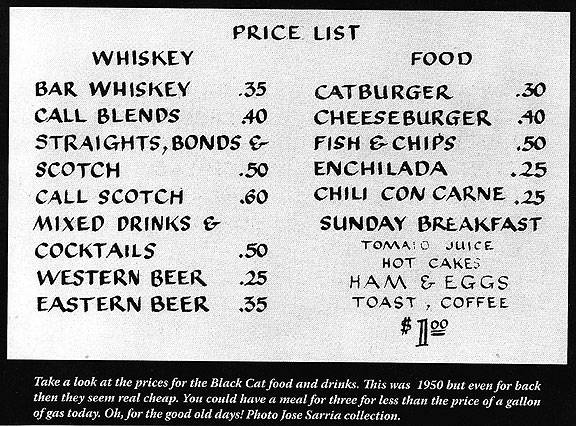 PRICE LIST
WHISKEY
BAR WHISKEY .35
CALL BLENDS .40
STRAIGHTS, BONDS &
SCOTCH .50
CALL SCOTCH .60
MIXED DRINKS &
COCKTAILS .50
WESTERN BEER .25
EASTERN BEER .35
FOOD
CATBURGER .30
CHEESEBURGER .40
FISH & CHIPS .50
ENCHILADA .25
CHILI CON CARNE .25
SUNDAY BREAKFAST
TOMATO JUICE
HOT CAKES
HAM & EGGS
TOAST, COFFEE
$1.00
Take a look at the prices for the Black Cat food and drinks. This was 1950 but even for back
then they seem real cheap. You could have a meal for three for less than the price of a gallon
of gas today. Oh, for the good old days! Photo Jose Sarria collection.